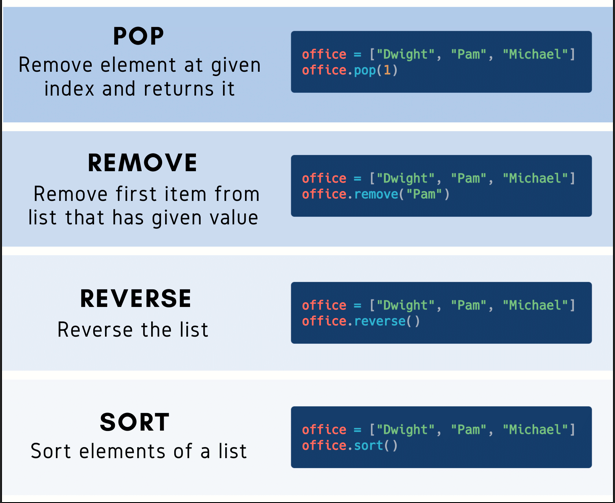 POP
Remove element at given
index and returns it
office = ["Dwight", "Pam", "Michael"]
office.pop(1)
REMOVE
Remove first item from
list that has given value
office = ["Dwight", "Pam", "Michael"]
office.remove("Pam")
REVERSE
Reverse the list
office = ["Dwight", "Pam", "Michael"]
office.reverse()
SORT
Sort elements of a list
office = ["Dwight", "Pam", "Michael"]
office.sort()